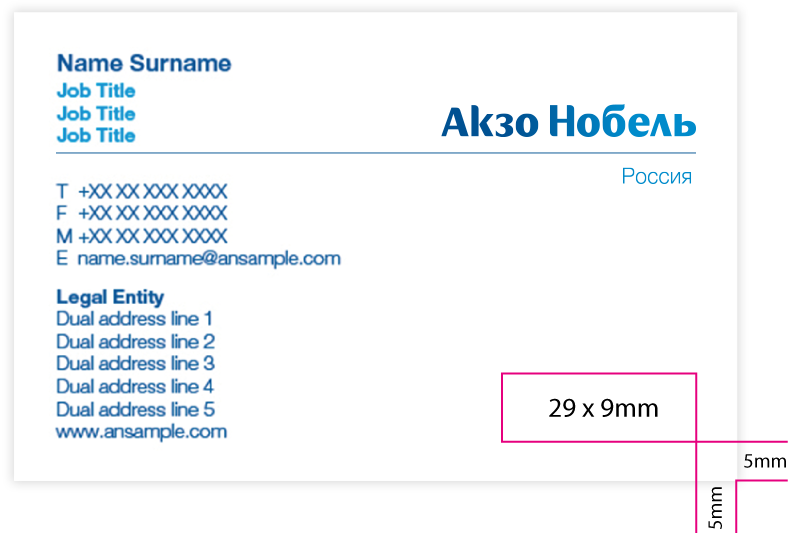 Name Surname
Job Title
Job Title
Job Title
Акзо Нобель
Россия
T +XX XX XXX XXXX
F +XX XX XXX XXXX
M +XX XX XXX XXXX
E name.surname@ansample.com
Legal Entity
Dual address line 1
Dual address line 2
Dual address line 3
Dual address line 4
Dual address line 5
www.ansample.com
29 x 9mm
5mm
5mm